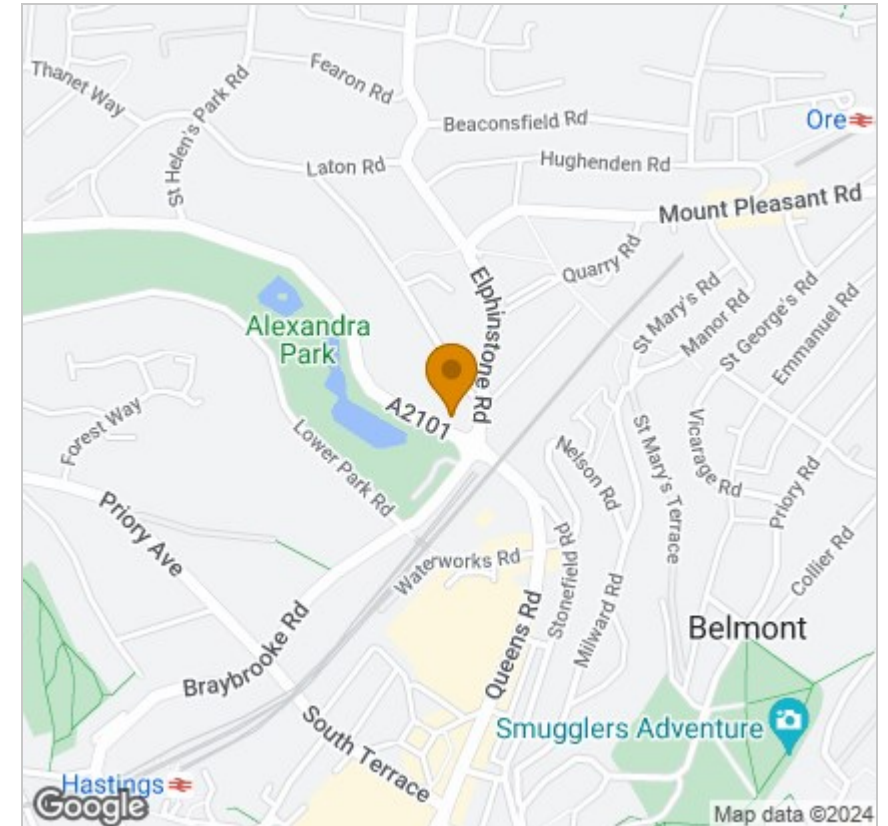 Thanet Way
St Helen's Park Rd
Fearon Rd
Beaconsfield Rd
Ore
Laton Rd
Hughenden Rd
Mount Pleasant Rd
Quarry Rd
Elphinstone Rd
St Mary's Rd
Manor Rd
St George's Rd
Emmanuel Rd
Alexandra
Park
A2101
Forest Way
Lower Park Rd
Nelson Rd
St Mary's Terrace
Vicarage Rd
Priory Rd
Priory Ave
Waterworks Rd
Stonefield Rd
Milward Rd
Collier Rd
Braybrooke Rd
Queens Rd
Belmont
South Terrace
Smugglers Adventure
Hastings
Google
Map data ©2024